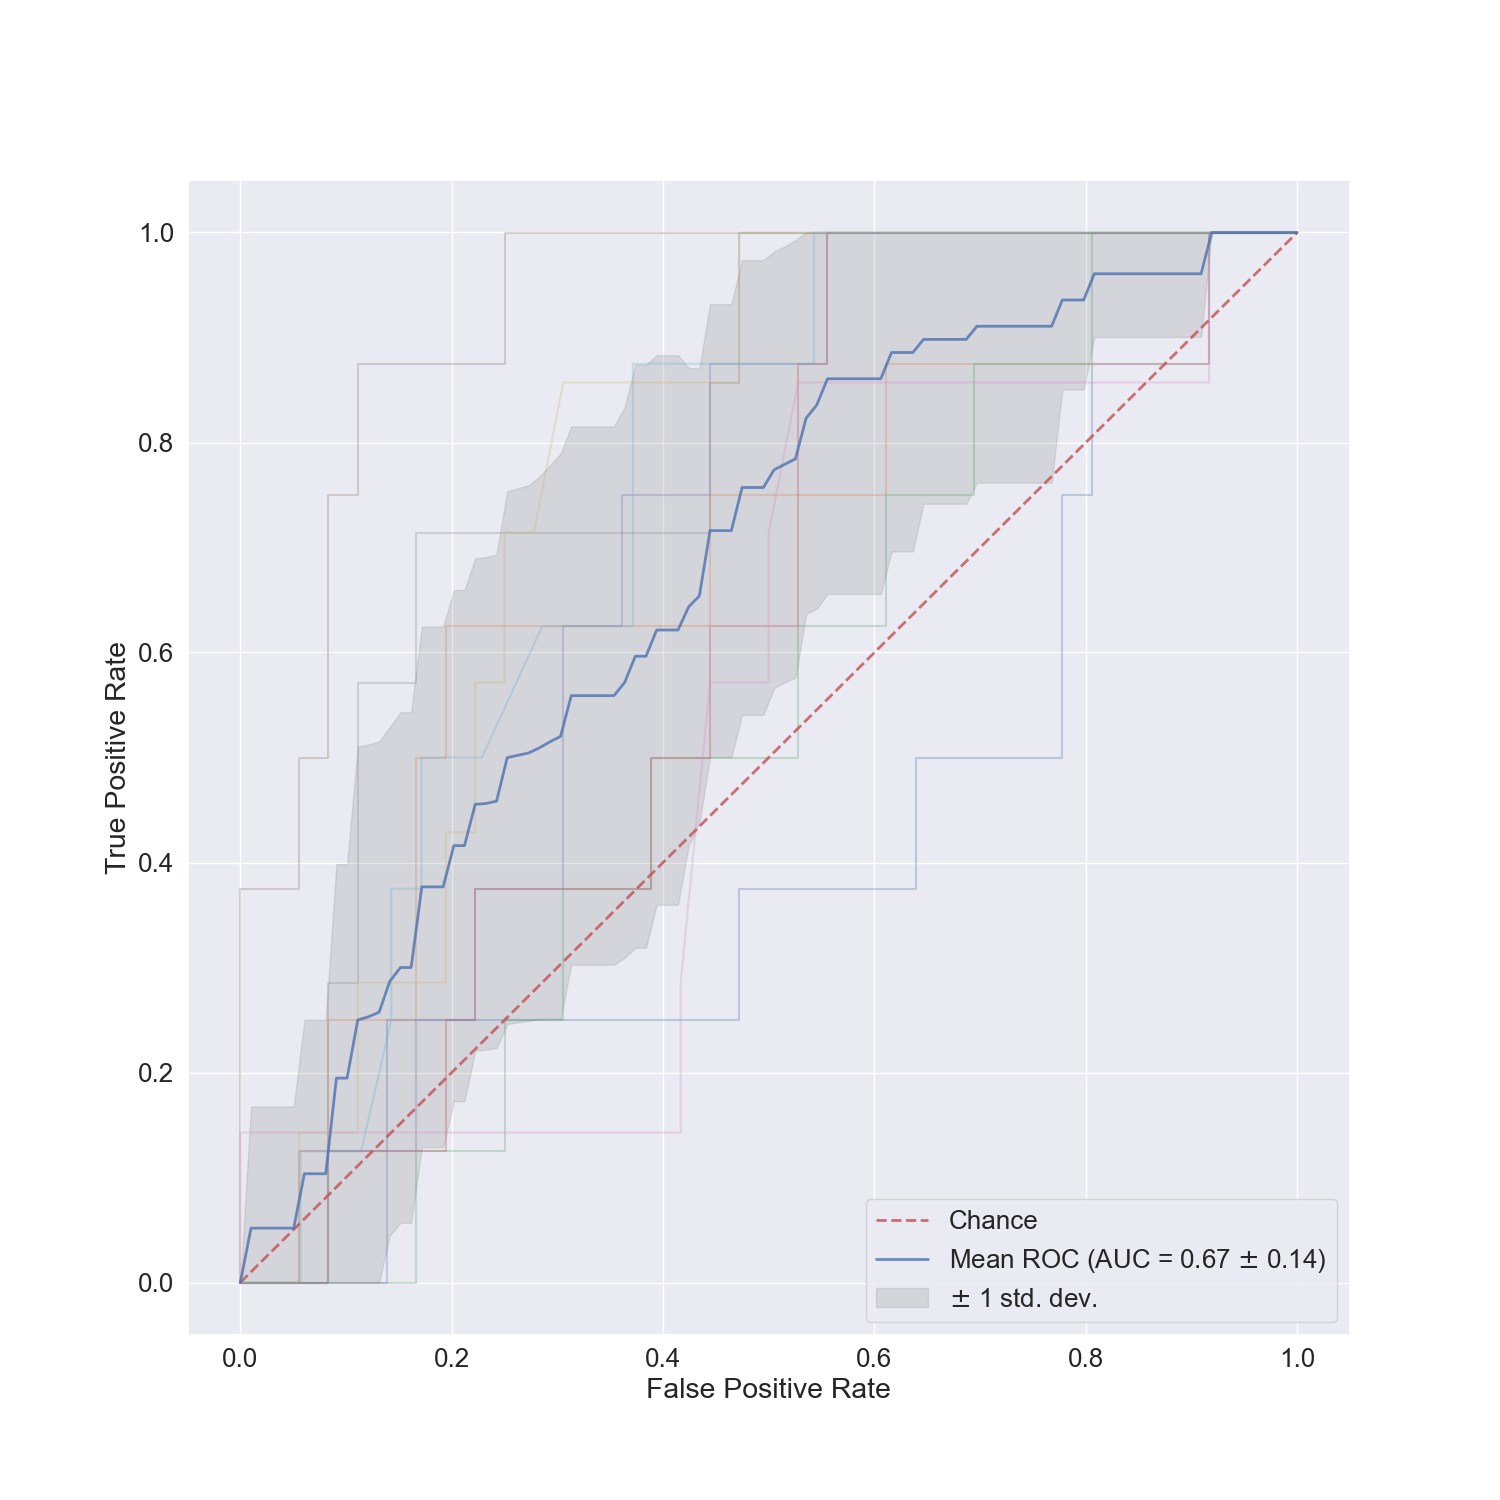 1.0
0.8
0.6
0.4
0.2
0.0
True Positive Rate
Chance
Mean ROC (AUC = 0.67 ± 0.14)
± 1 std. dev.
0.0 0.2 0.4 0.6 0.8 1.0
False Positive Rate